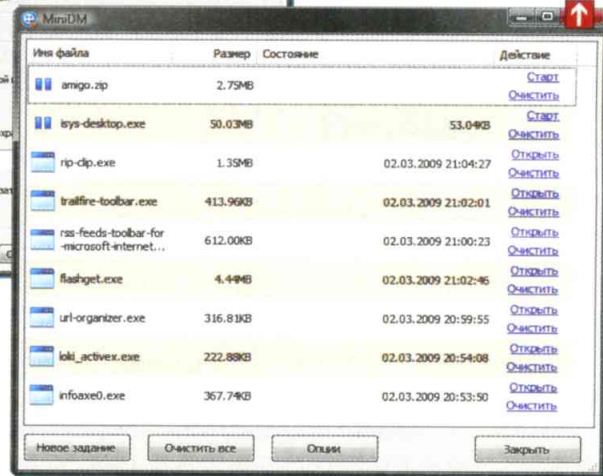 MiniDM
Имя файла Размер Состояние Действие
amigo.zip 2.75MB Старт
Очистить
isys-desktop.exe 50.03MB 53.04KB Старт
Очистить
rip-clip.exe 1.35MB 02.03.2009 21:04:27 Открыть
Очистить
trailfire-toolbar.exe 413.96KB 02.03.2009 21:02:01 Открыть
Очистить
rss-feeds-toolbar-for
-microsoft-internet... 612.00KB 02.03.2009 21:00:23 Открыть
Очистить
flashget.exe 4.44MB 02.03.2009 21:02:46 Открыть
Очистить
url-organizer.exe 316.81KB 02.03.2009 20:59:55 Открыть
Очистить
loki_activex.exe 222.88KB 02.03.2009 20:54:08 Открыть
Очистить
infoaxe0.exe 367.74KB 02.03.2009 20:53:50 Открыть
Очистить
Новое задание Очистить все Опции Закрыть